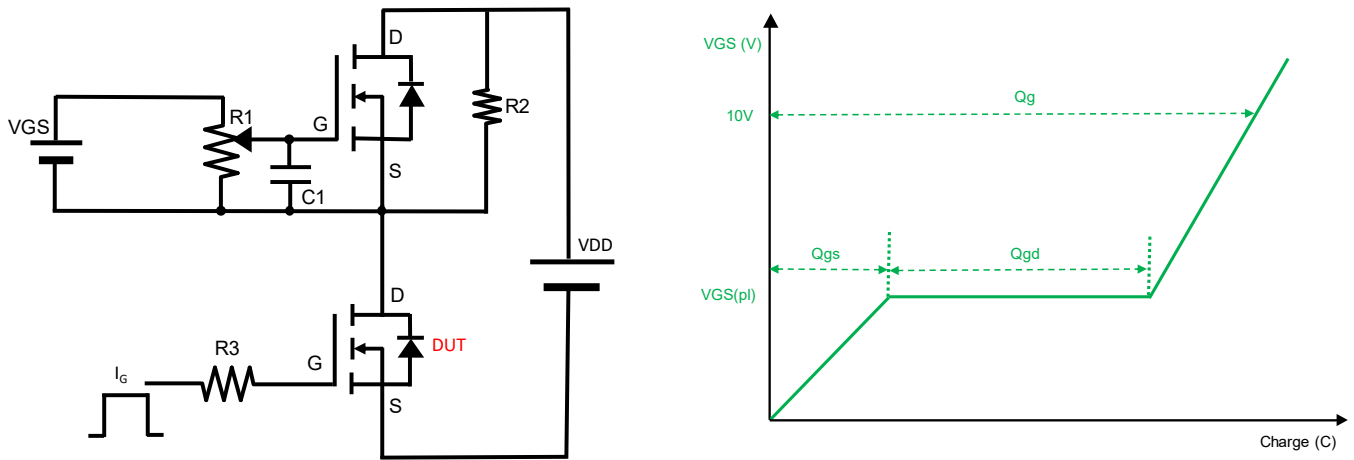 D
VGS
R1
G
R2
S
C1
VDD
D
R3
G
DUT
I_G
S
VGS (V)
Qg
10V
Qgs
Qgd
VGS(pl)
Charge (C)